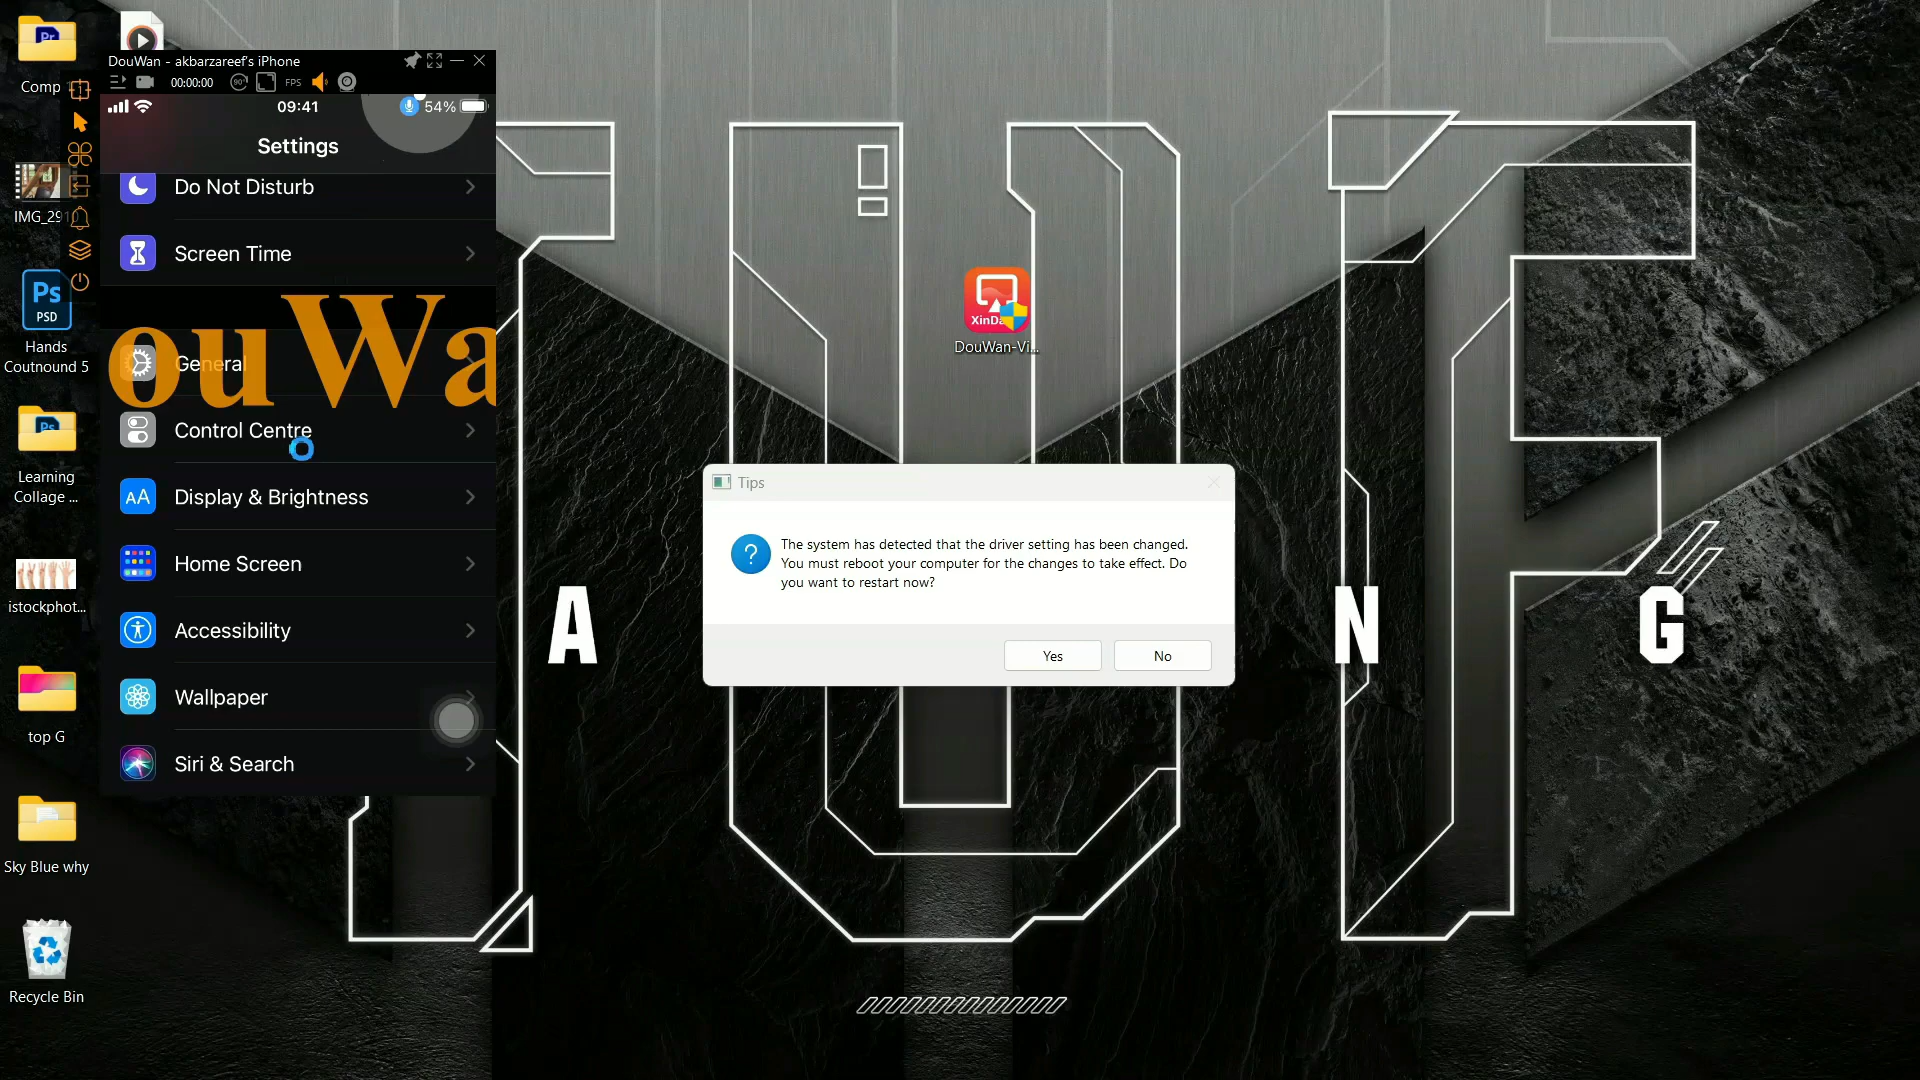 Comp
IMG_29
Ps
PSD
Hands
Coutnound 5
Learning
Collage ...
istockphot...
top G
Sky Blue why
Recycle Bin
DouWan - akbarzareef's iPhone
00:00:00
90°
FPS
09:41
54%
Settings
Do Not Disturb
Screen Time
ouWa
General
Control Centre
AA
Display & Brightness
Home Screen
Accessibility
Wallpaper
Siri & Search
DouWan-Vi...
Tips
The system has detected that the driver setting has been changed.
You must reboot your computer for the changes to take effect. Do
you want to restart now?
Yes
No
A
N
G